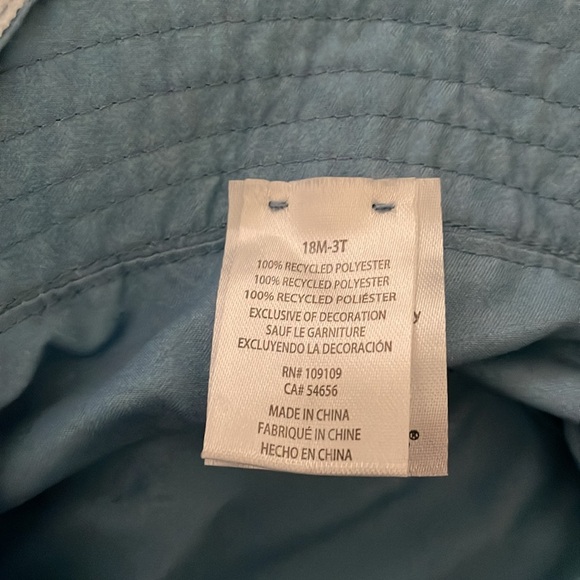 18M-3T
100% RECYCLED POLYESTER
100% RECYCLED POLYESTER
100% RECYCLED POLIÉSTER
EXCLUSIVE OF DECORATION
SAUF LE GARNITURE
EXCLUYENDO LA DECORACIÓN
RN# 109109
CA# 54656
MADE IN CHINA
FABRIQUÉ IN CHINE
HECHO EN CHINA
y
®